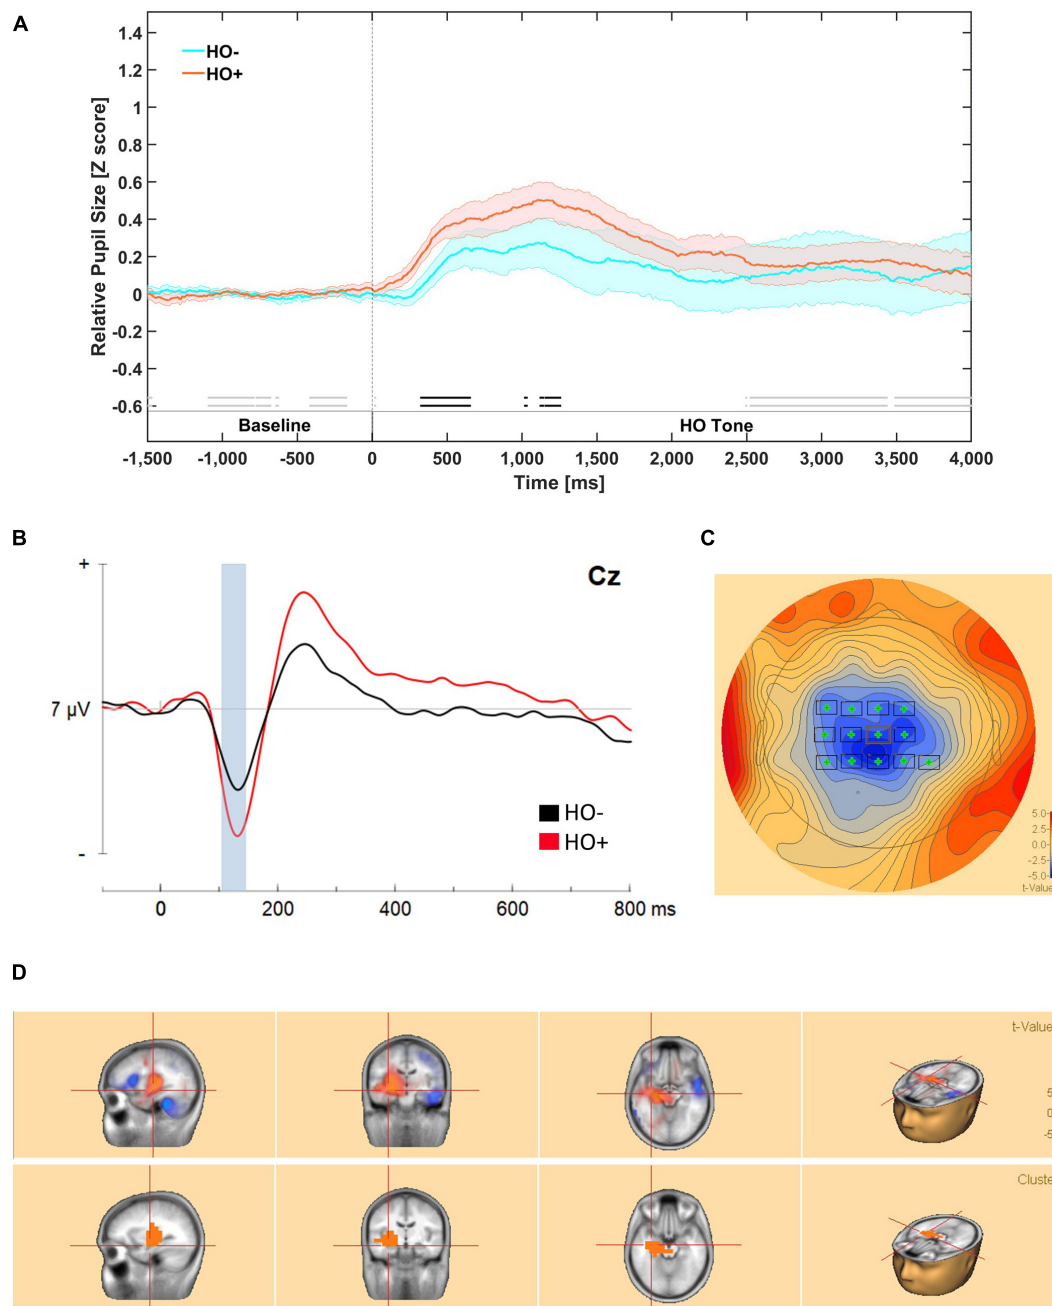 A
HO-
HO+
Relative Pupil Size [Z score]
1.4
1.2
1
0.8
0.6
0.4
0.2
0
-0.2
-0.4
-0.6
Baseline
HO Tone
-1,500
-1,000
-500
0
500
1,000
1,500
2,000
2,500
3,000
3,500
4,000
Time [ms]
B
+
7 µV
-
Cz
HO-
HO+
0
200
400
600
800 ms
C
5.0
2.5
0.0
-2.5
-5.0
t-Value
D
t-Value
5
0
-5
Cluste